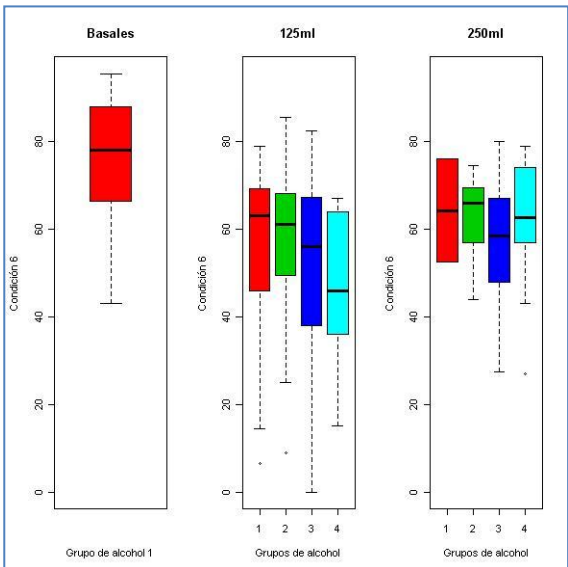 Basales
125ml
250ml
Condición 6
80
60
40
20
0
Grupo de alcohol 1
Condición 6
80
60
40
20
0
1 2 3 4
Grupos de alcohol
Condición 6
80
60
40
20
0
1 2 3 4
Grupos de alcohol